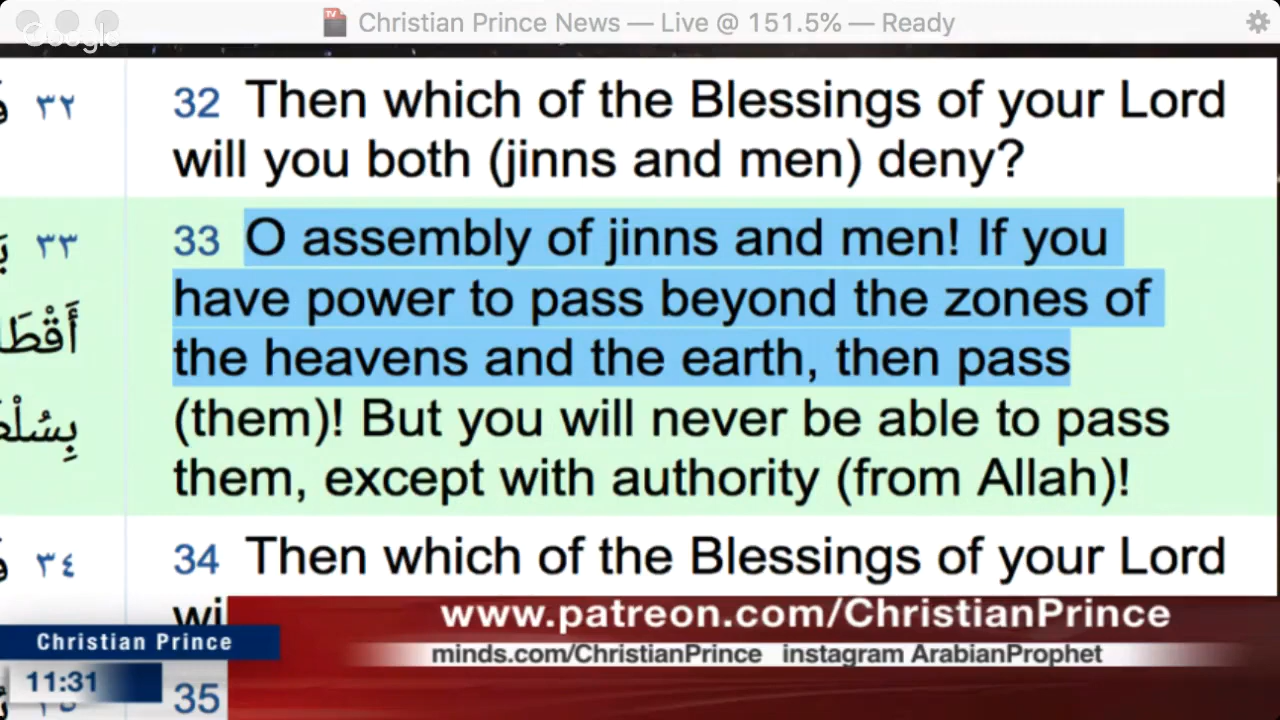 Christian Prince News — Live @ 151.5% — Ready
Google
٣٢
32 Then which of the Blessings of your Lord
will you both (jinns and men) deny?
٣٣
33 O assembly of jinns and men! If you
have power to pass beyond the zones of
the heavens and the earth, then pass
(them)! But you will never be able to pass
them, except with authority (from Allah)!
٣٤
34 Then which of the Blessings of your Lord
35
www.patreon.com/ChristianPrince
Christian Prince
minds.com/ChristianPrince instagram ArabianProphet
11:31